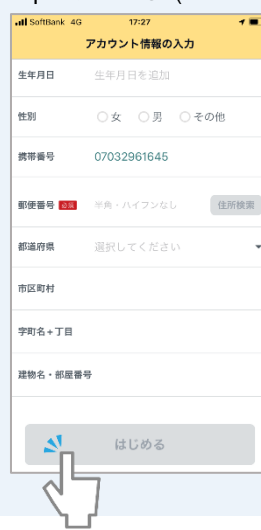 SoftBank 4G 17:27
アカウント情報の入力
生年月日 生年月日を追加
性別 女 男 その他
携帯番号 07032961645
郵便番号 必須 半角・ハイフンなし 住所検索
都道府県 選択してください
市区町村
字町名+丁目
建物名・部屋番号
はじめる